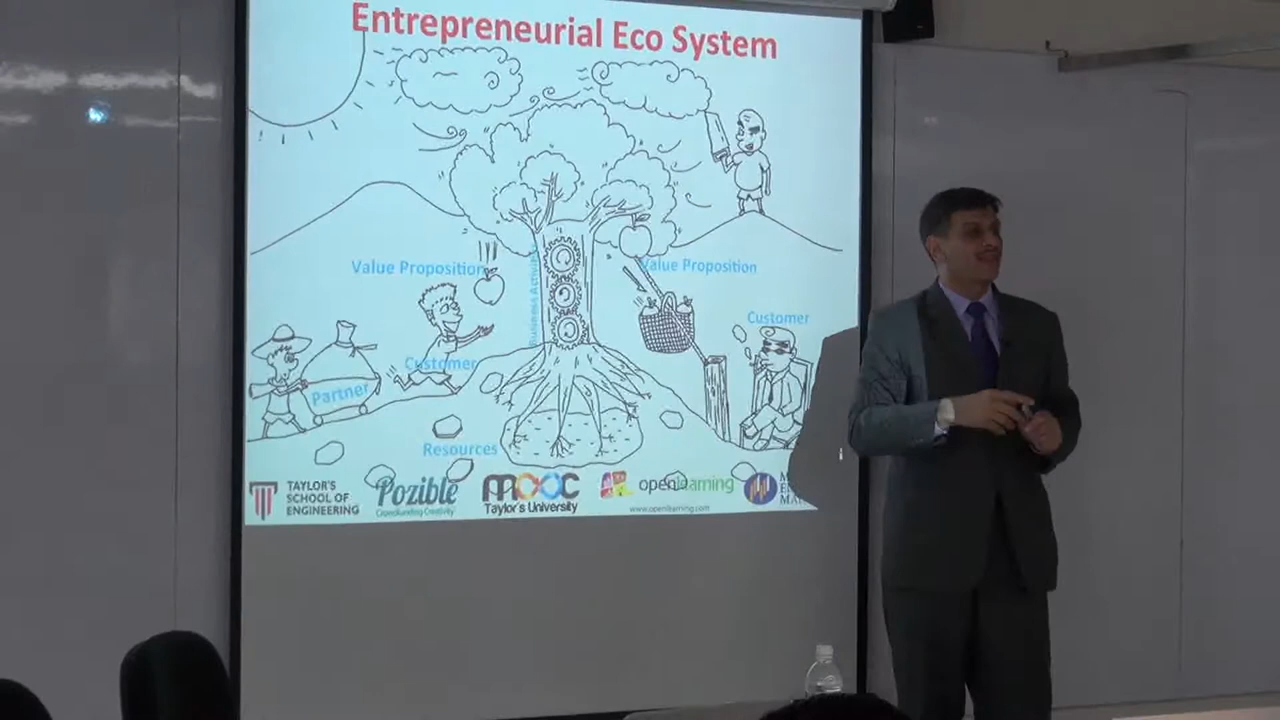 Entrepreneurial Eco System
Value Proposition
Value Proposition
Customer
Customer
Partner
Business
Resources
TAYLOR'S
SCHOOL OF
ENGINEERING
Pozible
Crowdfunding Creativity
mOOC
Taylor's University
openlearning
www.openlearning.com